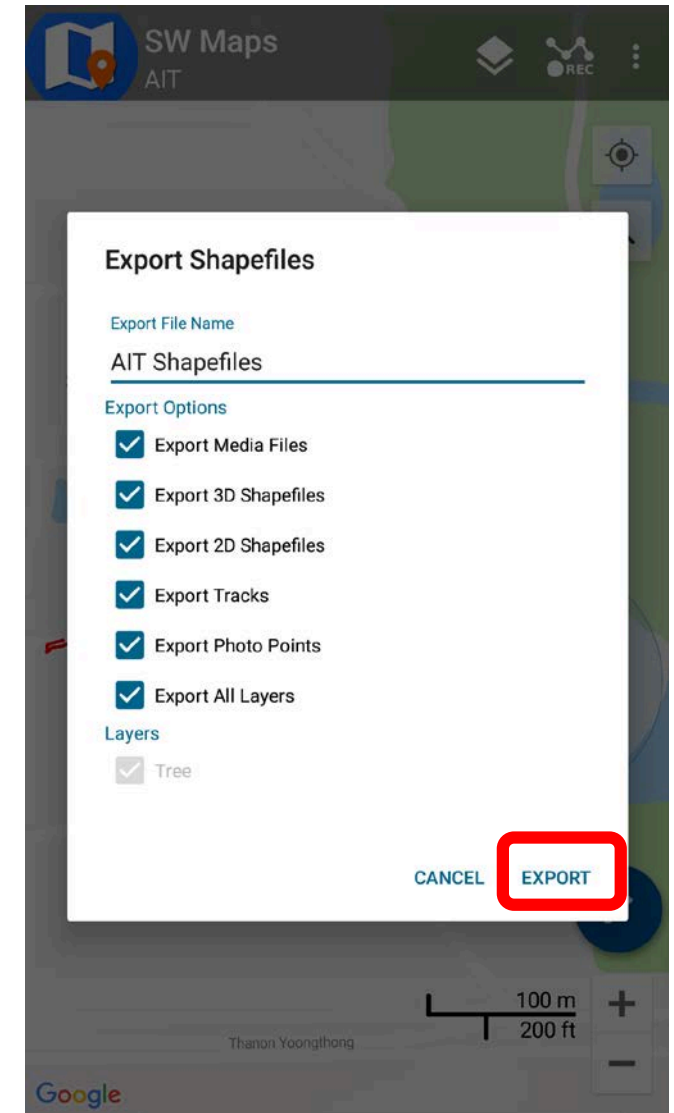 SW Maps
AIT
REC
Export Shapefiles
Export File Name
AIT Shapefiles
Export Options
Export Media Files
Export 3D Shapefiles
Export 2D Shapefiles
Export Tracks
Export Photo Points
Export All Layers
Layers
Tree
CANCEL EXPORT
100 m
200 ft
Thanon Yoongthong
Google